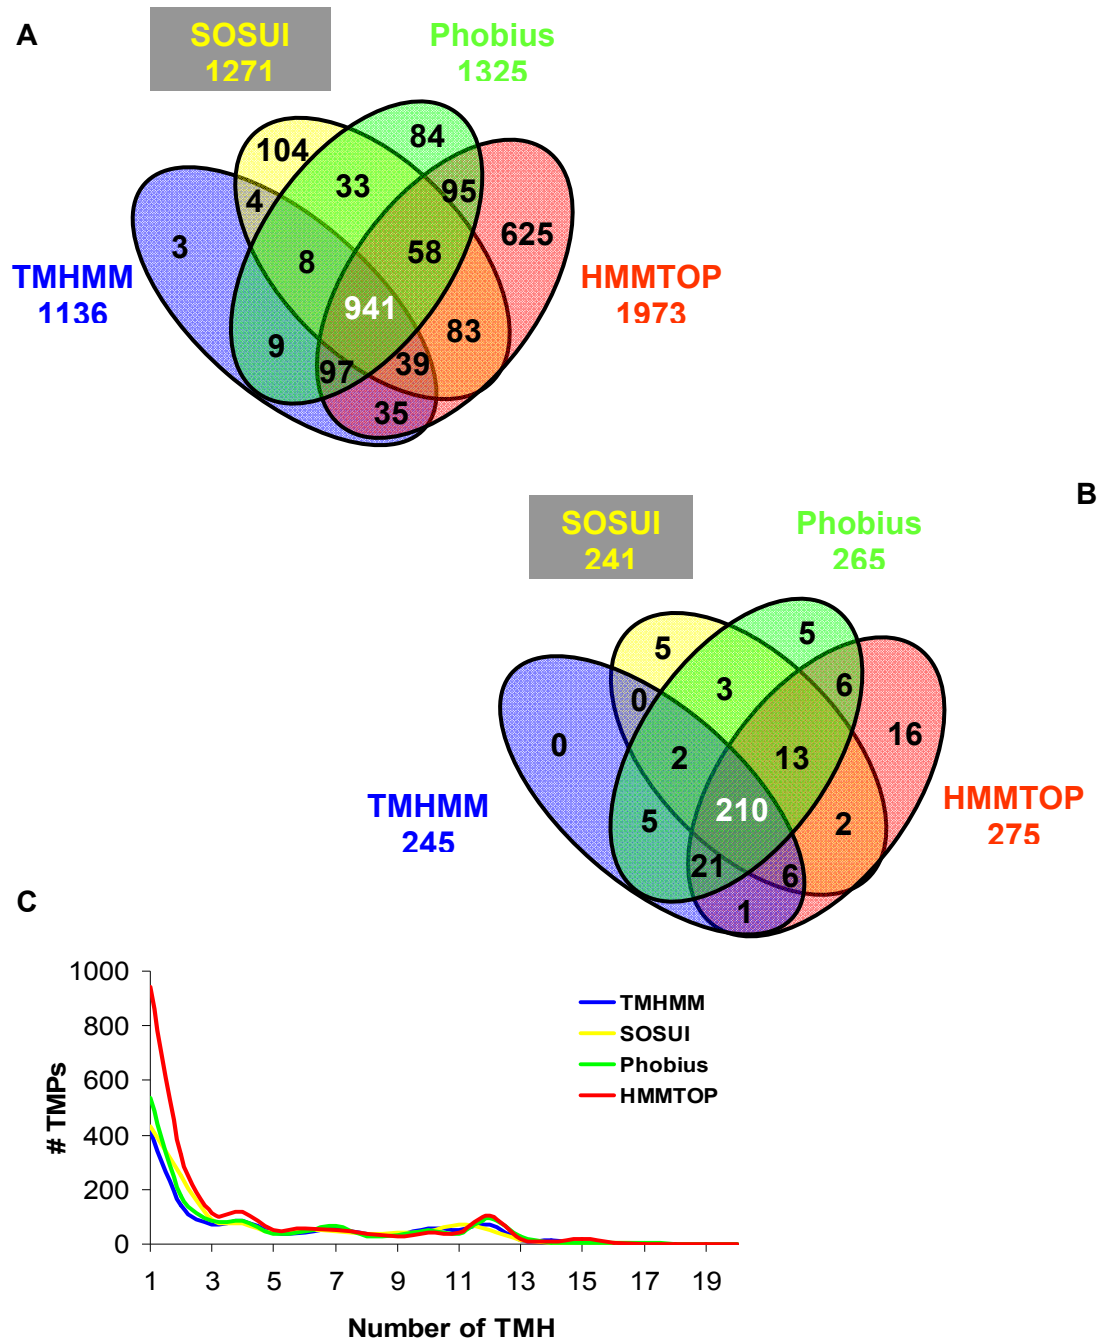 A
SOSUI
1271
Phobius
1325
104
84
33
95
4
625
3
58
8
TMHMM
1136
HMMTOP
1973
941
83
9
39
97
35
B
SOSUI
241
Phobius
265
5
5
3
6
0
16
0
2
13
TMHMM
245
HMMTOP
275
210
5
2
21
6
1
C
1000
800
600
400
200
0
# TMPs
TMHMM
SOSUI
Phobius
HMMTOP
1 3 5 7 9 11 13 15 17 19
Number of TMH